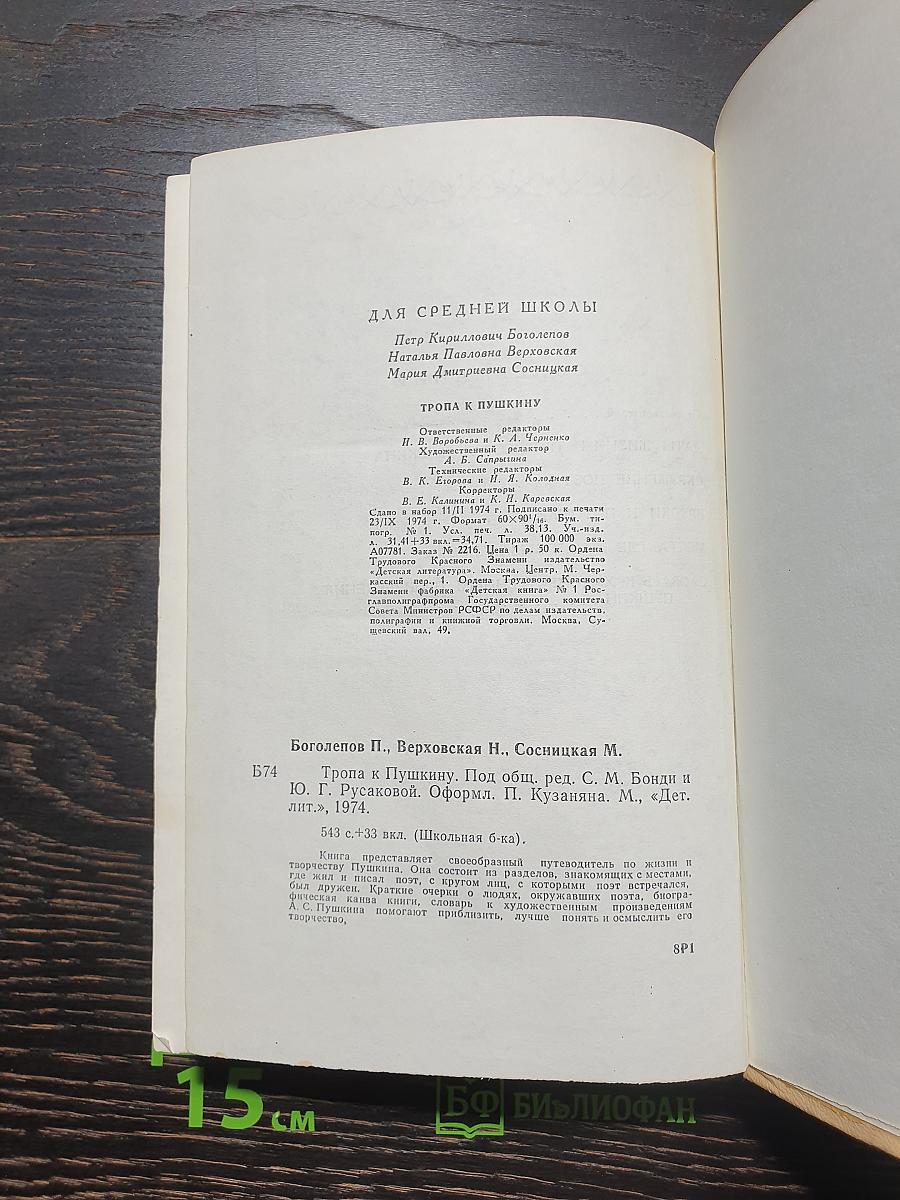 ДЛЯ СРЕДНЕЙ ШКОЛЫ
Петр Кириллович Боголепов
Наталья Павловна Верховская
Мария Дмитриевна Сосницкая
ТРОПА К ПУШКИНУ
Ответственные редакторы
Н. В. Воробьева и К. А. Черненко
Художественный редактор
А. Б. Сапрыгина
Технические редакторы
В. К. Егорова и И. Я. Колодная
Корректоры
В. Е. Калинина и К. И. Каревская
Сдано в набор 11/II 1974 г. Подписано к печати
23/IX 1974 г. Формат 60×90¹/₁₆. Бум. ти-
погр. № 1. Усл. печ. л. 38,13. Уч.-изд.
л. 31,41+33 вкл.=34,71. Тираж 100 000 экз.
А07781. Заказ № 2216. Цена 1 р. 50 к. Ордена
Трудового Красного Знамени издательство
«Детская литература». Москва, Центр, М. Чер-
касский пер., 1. Ордена Трудового Красного
Знамени фабрика «Детская книга» № 1 Рос-
главполиграфпрома Государственного комитета
Совета Министров РСФСР по делам издательств,
полиграфии и книжной торговли. Москва, Су-
щевский вал, 49.
Боголепов П., Верховская Н., Сосницкая М.
Б74 Тропа к Пушкину. Под общ. ред. С. М. Бонди и
Ю. Г. Русаковой. Оформл. П. Кузаняна. М., «Дет.
лит.», 1974.
543 с.+33 вкл. (Школьная б-ка).
Книга представляет своеобразный путеводитель по жизни и
творчеству Пушкина. Она состоит из разделов, знакомящих с местами,
где жил и писал поэт, с кругом лиц, с которыми поэт встречался,
был дружен. Краткие очерки о людях, окружавших поэта, биогра-
фическая канва книги, словарь к художественным произведениям
А. С. Пушкина помогают приблизить, лучше понять и осмыслить его
творчество,
8Р1
15 см
БФ БИБЛИОФАН